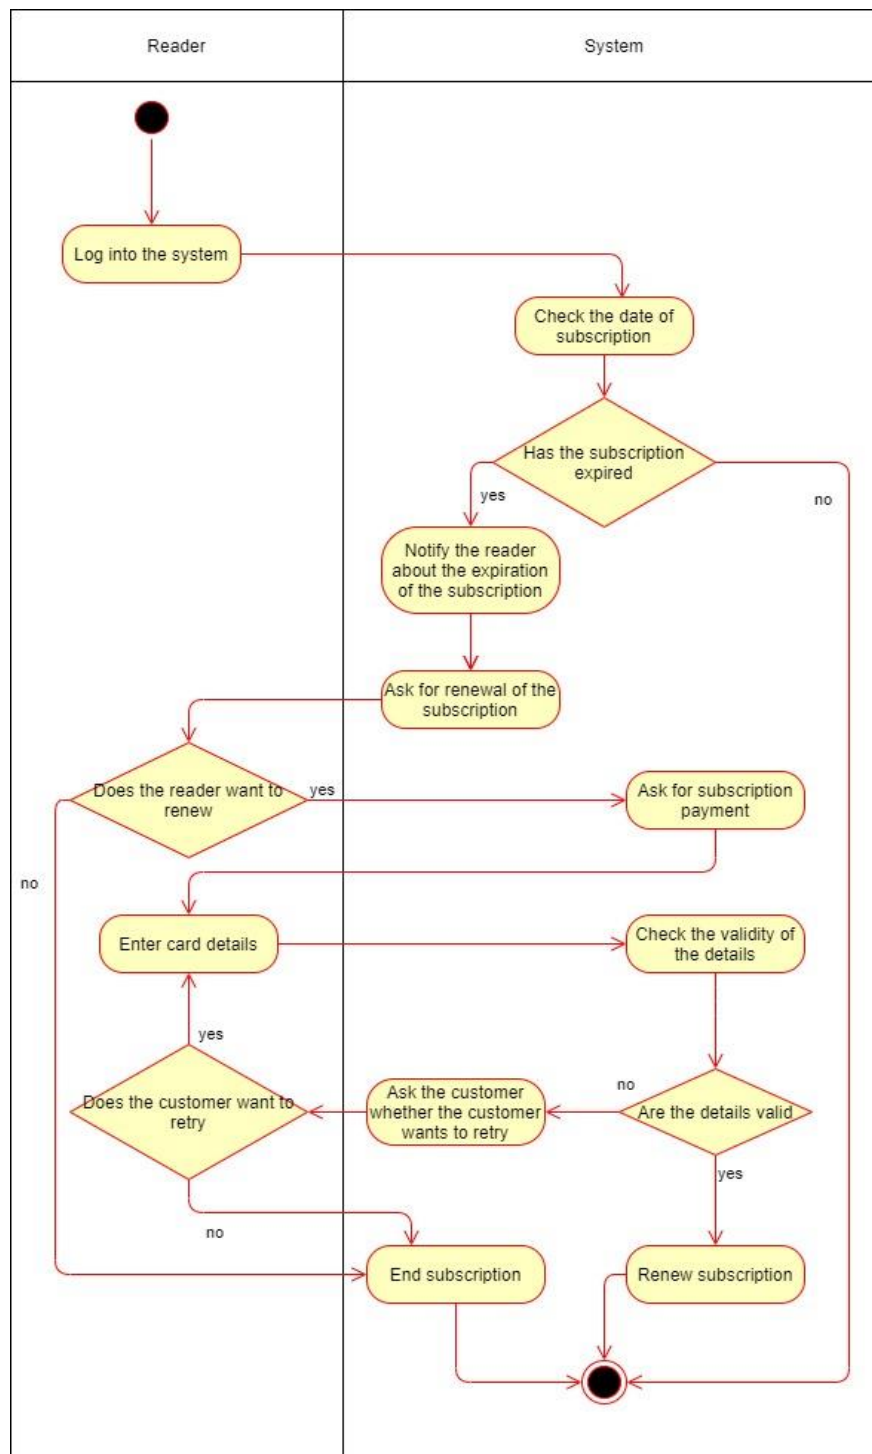 Reader
System
Log into the system
Check the date of
subscription
Has the subscription
expired
yes
no
Notify the reader
about the expiration
of the subscription
Ask for renewal of the
subscription
Does the reader want to
renew
yes
Ask for subscription
payment
no
Enter card details
Check the validity of
the details
yes
Does the customer want to
retry
Ask the customer
whether the customer
wants to retry
no
Are the details valid
yes
no
End subscription
Renew subscription